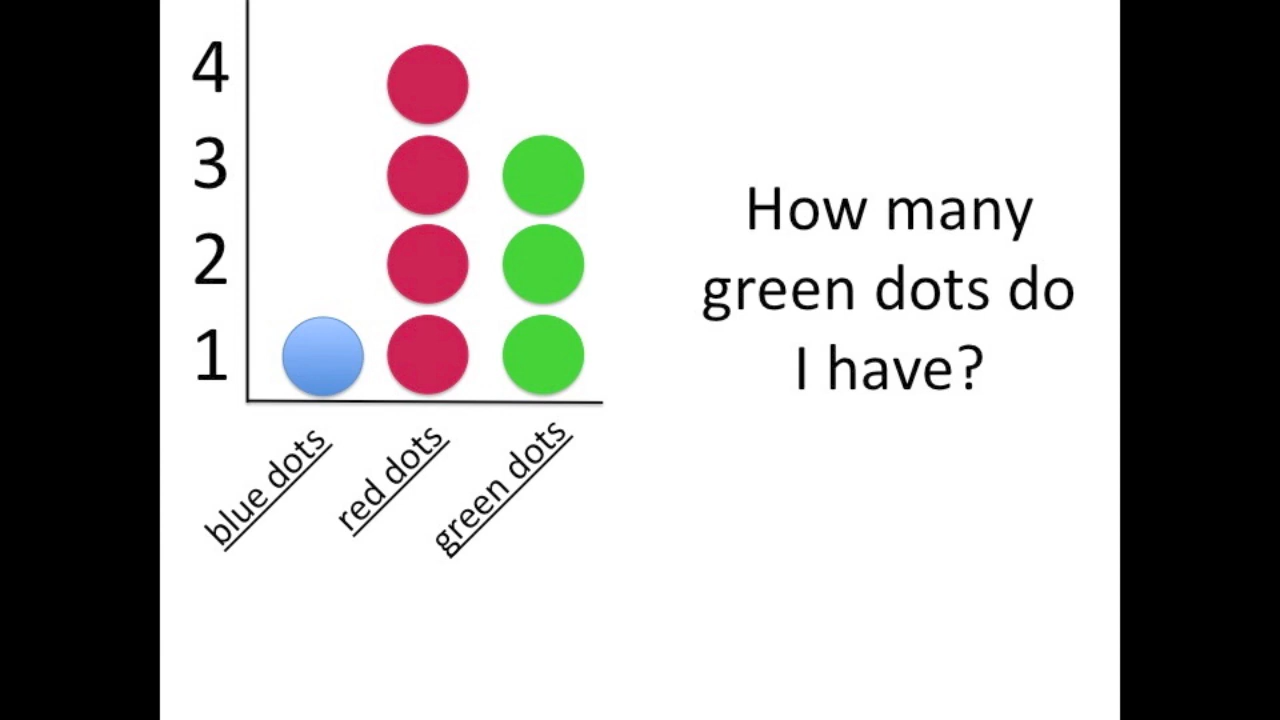 4
3
2
1
blue dots
red dots
green dots
How many
green dots do
I have?